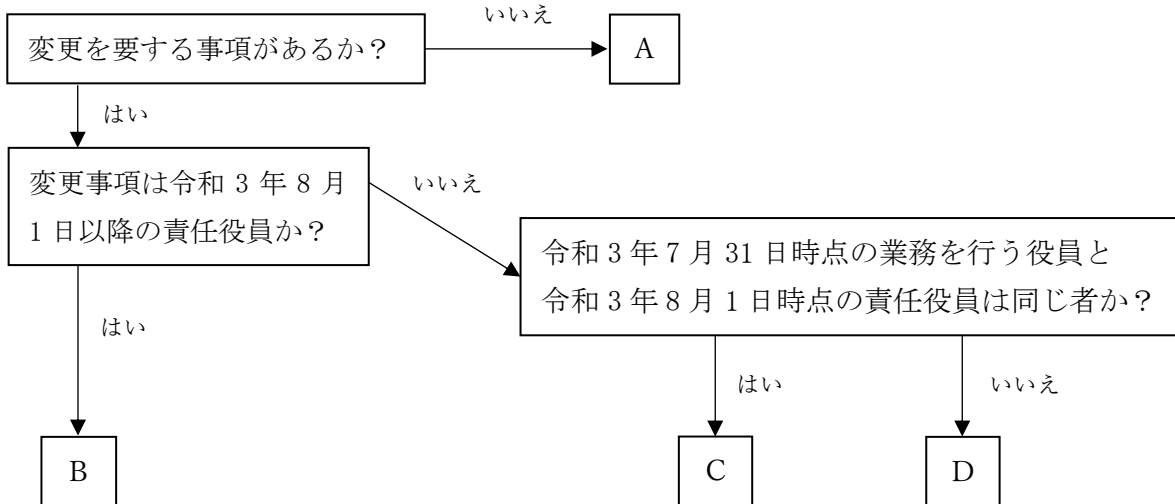 いいえ
変更を要する事項があるか？
A
はい
変更事項は令和 3 年 8 月
1 日以降の責任役員か？
いいえ
令和 3 年 7 月 31 日時点の業務を行う役員と
令和 3 年 8 月 1 日時点の責任役員は同じ者か？
はい
はい
いいえ
B
C
D